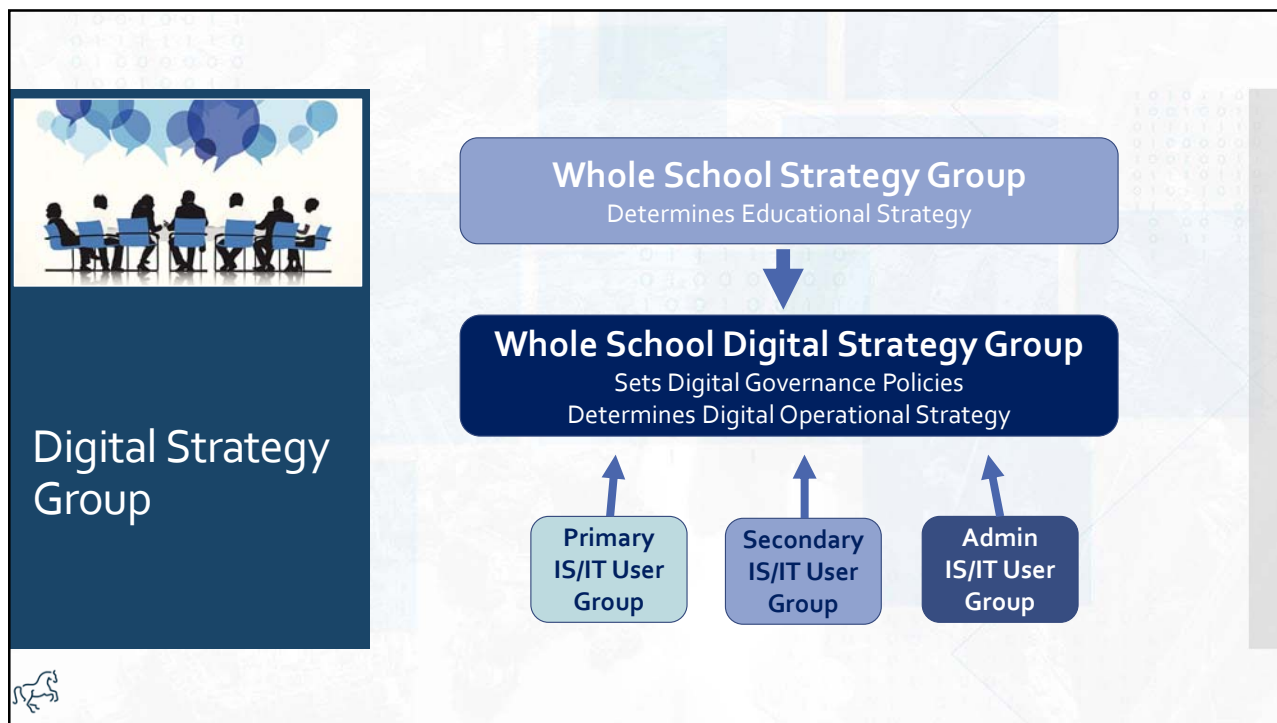 Digital Strategy
Group
Whole School Strategy Group
Determines Educational Strategy
Whole School Digital Strategy Group
Sets Digital Governance Policies
Determines Digital Operational Strategy
Primary
IS/IT User
Group
Secondary
IS/IT User
Group
Admin
IS/IT User
Group